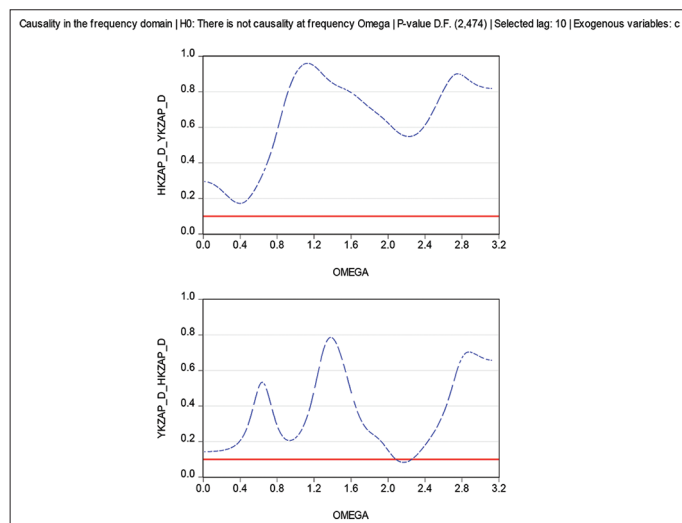 Causality in the frequency domain | H0: There is not causality at frequency Omega | P-value D.F. (2,474) | Selected lag: 10 | Exogenous variables: c
HKZAP_D_YKZAP_D
1.0
0.8
0.6
0.4
0.2
0.0
0.0 0.4 0.8 1.2 1.6 2.0 2.4 2.8 3.2
OMEGA
YKZAP_D_HKZAP_D
1.0
0.8
0.6
0.4
0.2
0.0
0.0 0.4 0.8 1.2 1.6 2.0 2.4 2.8 3.2
OMEGA